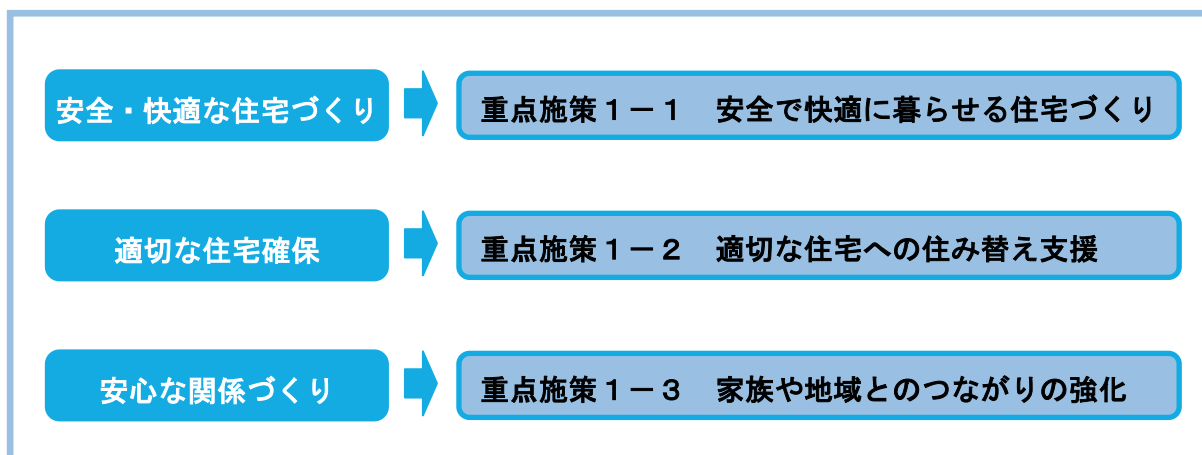 安全・快適な住宅づくり
重点施策１－１　安全で快適に暮らせる住宅づくり
適切な住宅確保
重点施策１－２　適切な住宅への住み替え支援
安心な関係づくり
重点施策１－３　家族や地域とのつながりの強化